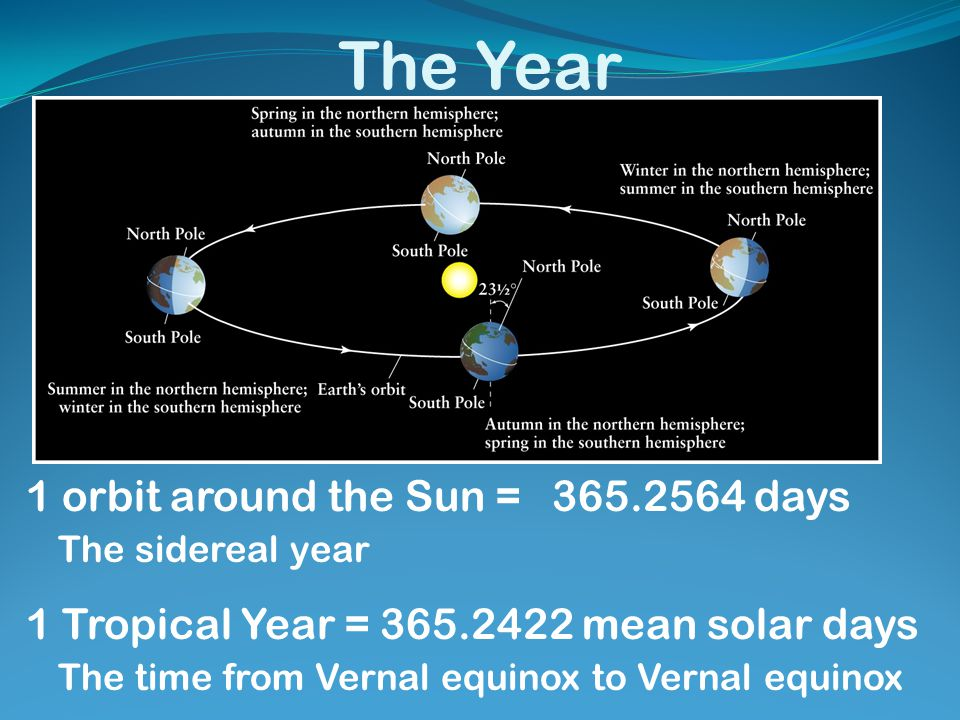 The Year
Spring in the northern hemisphere;
autumn in the southern hemisphere
North Pole
South Pole
Winter in the northern hemisphere;
summer in the southern hemisphere
North Pole
South Pole
North Pole
South Pole
North Pole
23½°
Summer in the northern hemisphere;
winter in the southern hemisphere
Earth's orbit
South Pole
Autumn in the northern hemisphere;
spring in the southern hemisphere
1 orbit around the Sun = 365.2564 days
The sidereal year
1 Tropical Year = 365.2422 mean solar days
The time from Vernal equinox to Vernal equinox